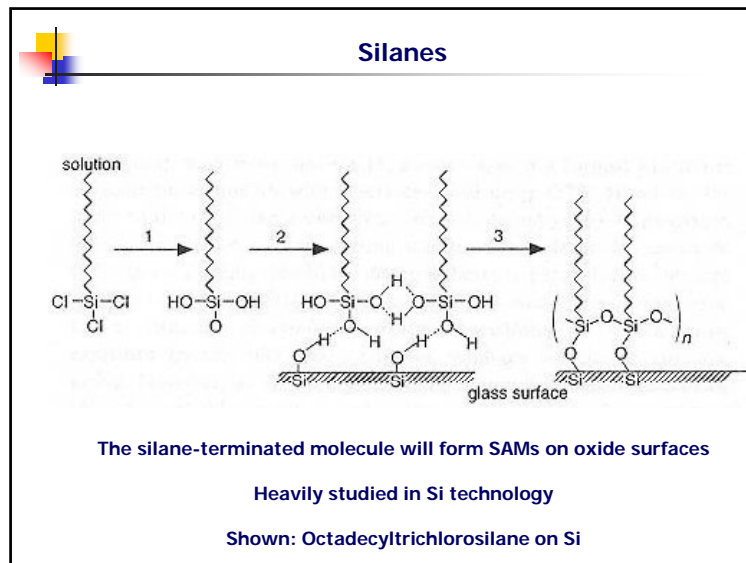 Silanes
solution
1
2
3
Cl-Si-Cl
Cl
HO-Si-OH
O
HO-Si-O
H
H
O-Si-OH
O
H
O
H
O
O
Si
Si
glass surface
Si-O-Si-O
n
O
O
Si
Si
The silane-terminated molecule will form SAMs on oxide surfaces
Heavily studied in Si technology
Shown: Octadecyltrichlorosilane on Si